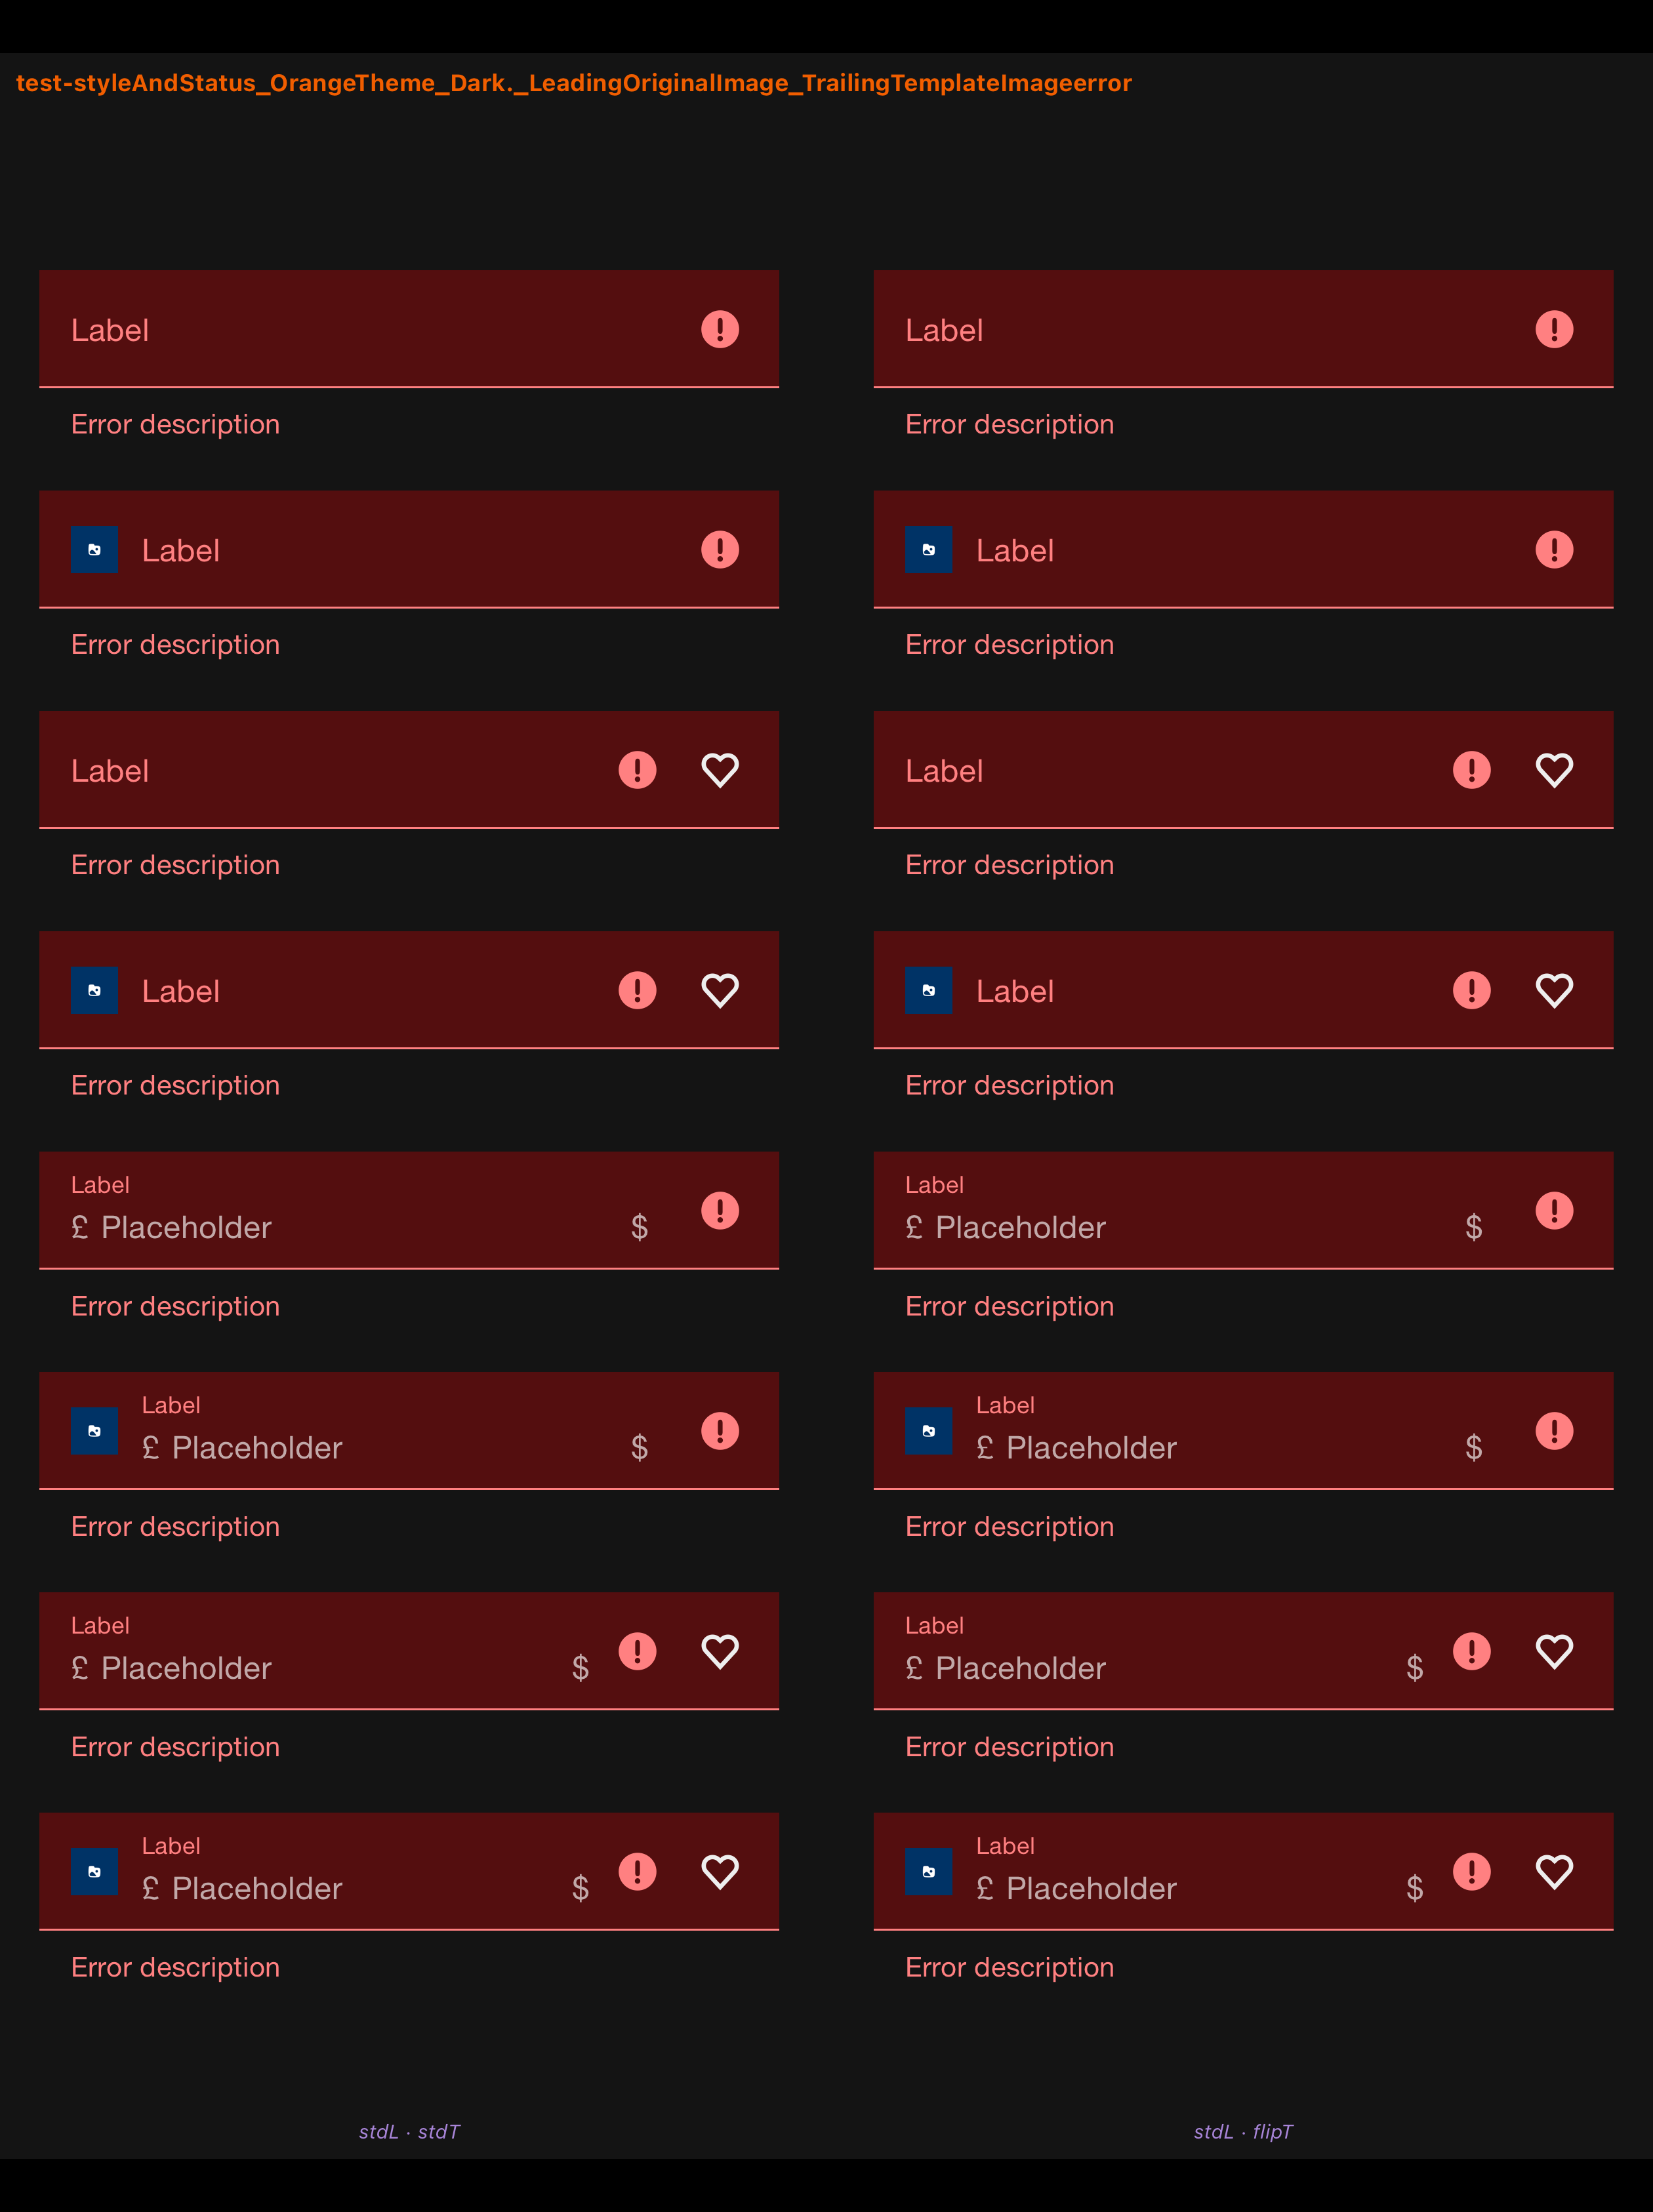 test-styleAndStatus_OrangeTheme_Dark._LeadingOriginalImage_TrailingTemplateImageerror
Label
Label
Error description
Error description
Label
Label
Error description
Error description
Label
Label
Error description
Error description
Label
Label
Error description
Error description
Label
Label
£ Placeholder $
£ Placeholder $
Error description
Error description
Label
Label
£ Placeholder $
£ Placeholder $
Error description
Error description
Label
Label
£ Placeholder $
£ Placeholder $
Error description
Error description
Label
Label
£ Placeholder $
£ Placeholder $
Error description
Error description
stdL · stdT
stdL · flipT